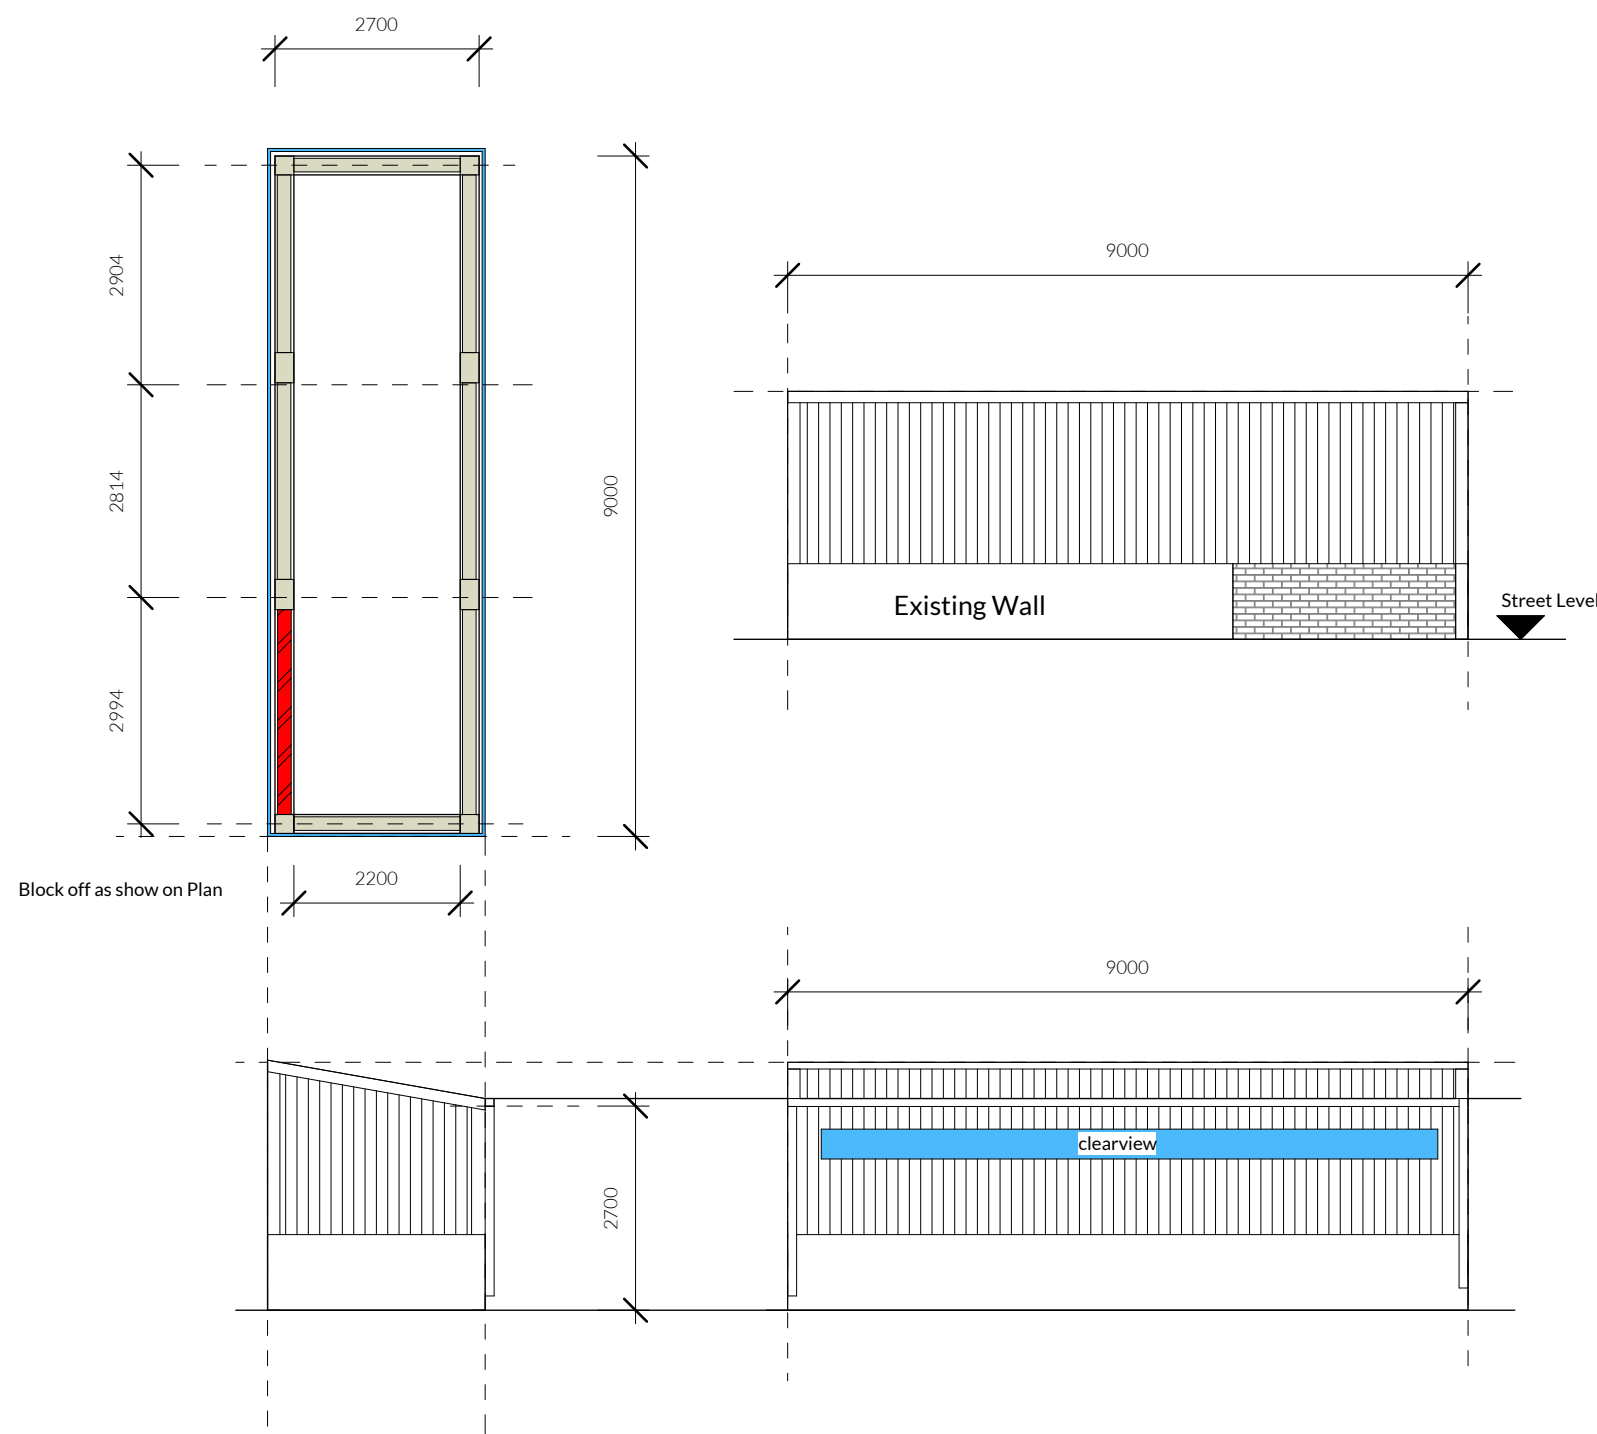 2700
2904
9000
9000
2814
Existing Wall
Street Level
2994
2200
Block off as show on Plan
9000
clearview
2700